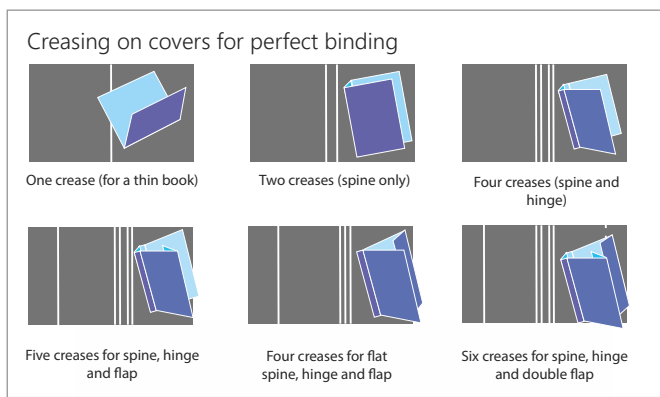 Creasing on covers for perfect binding
One crease (for a thin book)
Two creases (spine only)
Four creases (spine and
hinge)
Five creases for spine, hinge
and flap
Four creases for flat
spine, hinge and flap
Six creases for spine, hinge
and double flap